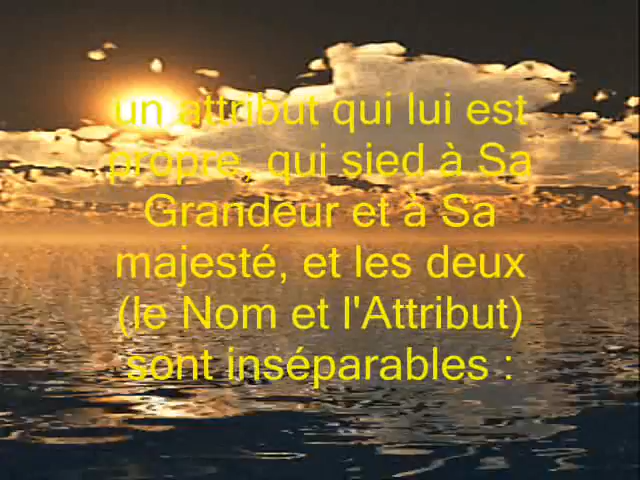 un attribut qui lui est
propre, qui sied à Sa
Grandeur et à Sa
majesté, et les deux
(le Nom et l'Attribut)
sont inséparables :